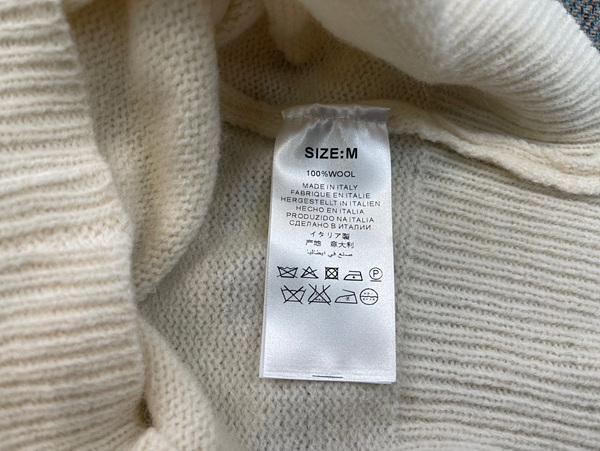 SIZE:M
100%WOOL
MADE IN ITALY
FABRIQUE EN ITALIE
HERGESTELLT IN ITALIEN
HECHO EN ITALIA
PRODUZIDO NA ITALIA
СДЕЛАНО В ИТАЛИИ
イタリア製
产地 意大利
صنع في ايطاليا
P